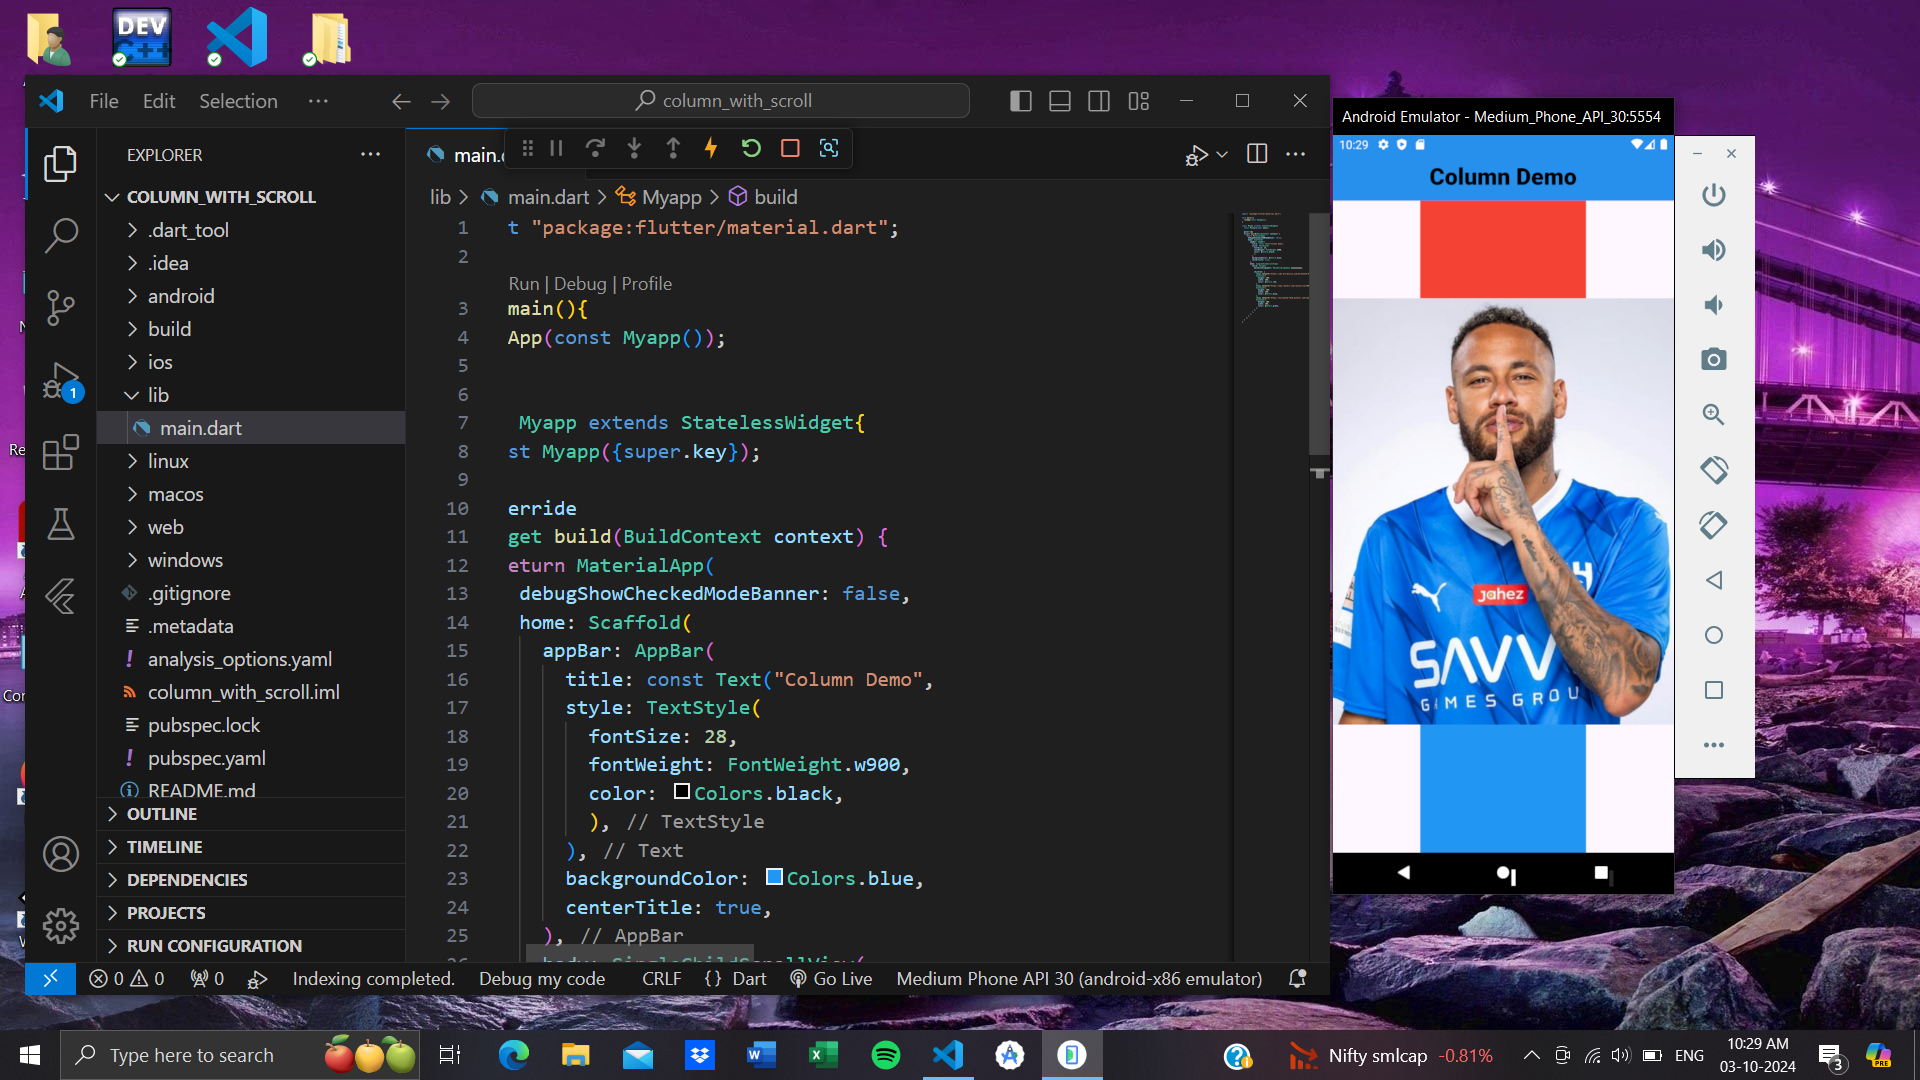 DEV
C++
File Edit Selection ...
column_with_scroll
Android Emulator - Medium_Phone_API_30:5554
EXPLORER
main.
COLUMN_WITH_SCROLL
.dart_tool
.idea
android
build
ios
lib
main.dart
linux
macos
web
windows
.gitignore
.metadata
analysis_options.yaml
column_with_scroll.iml
pubspec.lock
pubspec.yaml
README.md
OUTLINE
TIMELINE
DEPENDENCIES
PROJECTS
RUN CONFIGURATION
1
lib > main.dart > Myapp > build
1 t "package:flutter/material.dart";
2
Run | Debug | Profile
3 main(){
4 App(const Myapp());
5
6
7 Myapp extends StatelessWidget{
8 st Myapp({super.key});
9
10 erride
11 get build(BuildContext context) {
12 eturn MaterialApp(
13 debugShowCheckedModeBanner: false,
14 home: Scaffold(
15 appBar: AppBar(
16 title: const Text("Column Demo",
17 style: TextStyle(
18 fontSize: 28,
19 fontWeight: FontWeight.w900,
20 color: Colors.black,
21 ), // TextStyle
22 ), // Text
23 backgroundColor: Colors.blue,
24 centerTitle: true,
25 ), // AppBar
26 body: SingleChildScrollView(
10:29
Column Demo
jahez
SAVV
GAMES GROU
0 0 0 Indexing completed. Debug my code CRLF {} Dart Go Live Medium Phone API 30 (android-x86 emulator)
Re
Cor
Type here to search
Nifty smlcap -0.81%
ENG
10:29 AM
03-10-2024
3
PRE